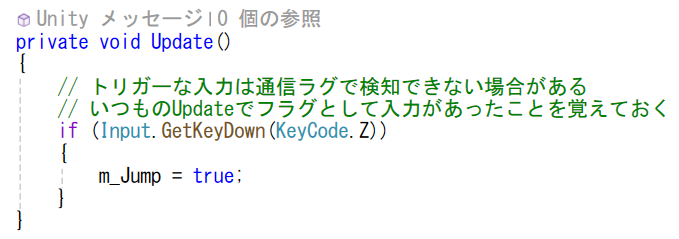 Unity メッセージ|0 個の参照
private void Update()
{
// トリガーな入力は通信ラグで検知できない場合がある
// いつものUpdateでフラグとして入力があったことを覚えておく
if (Input.GetKeyDown(KeyCode.Z))
{
m_Jump = true;
}
}